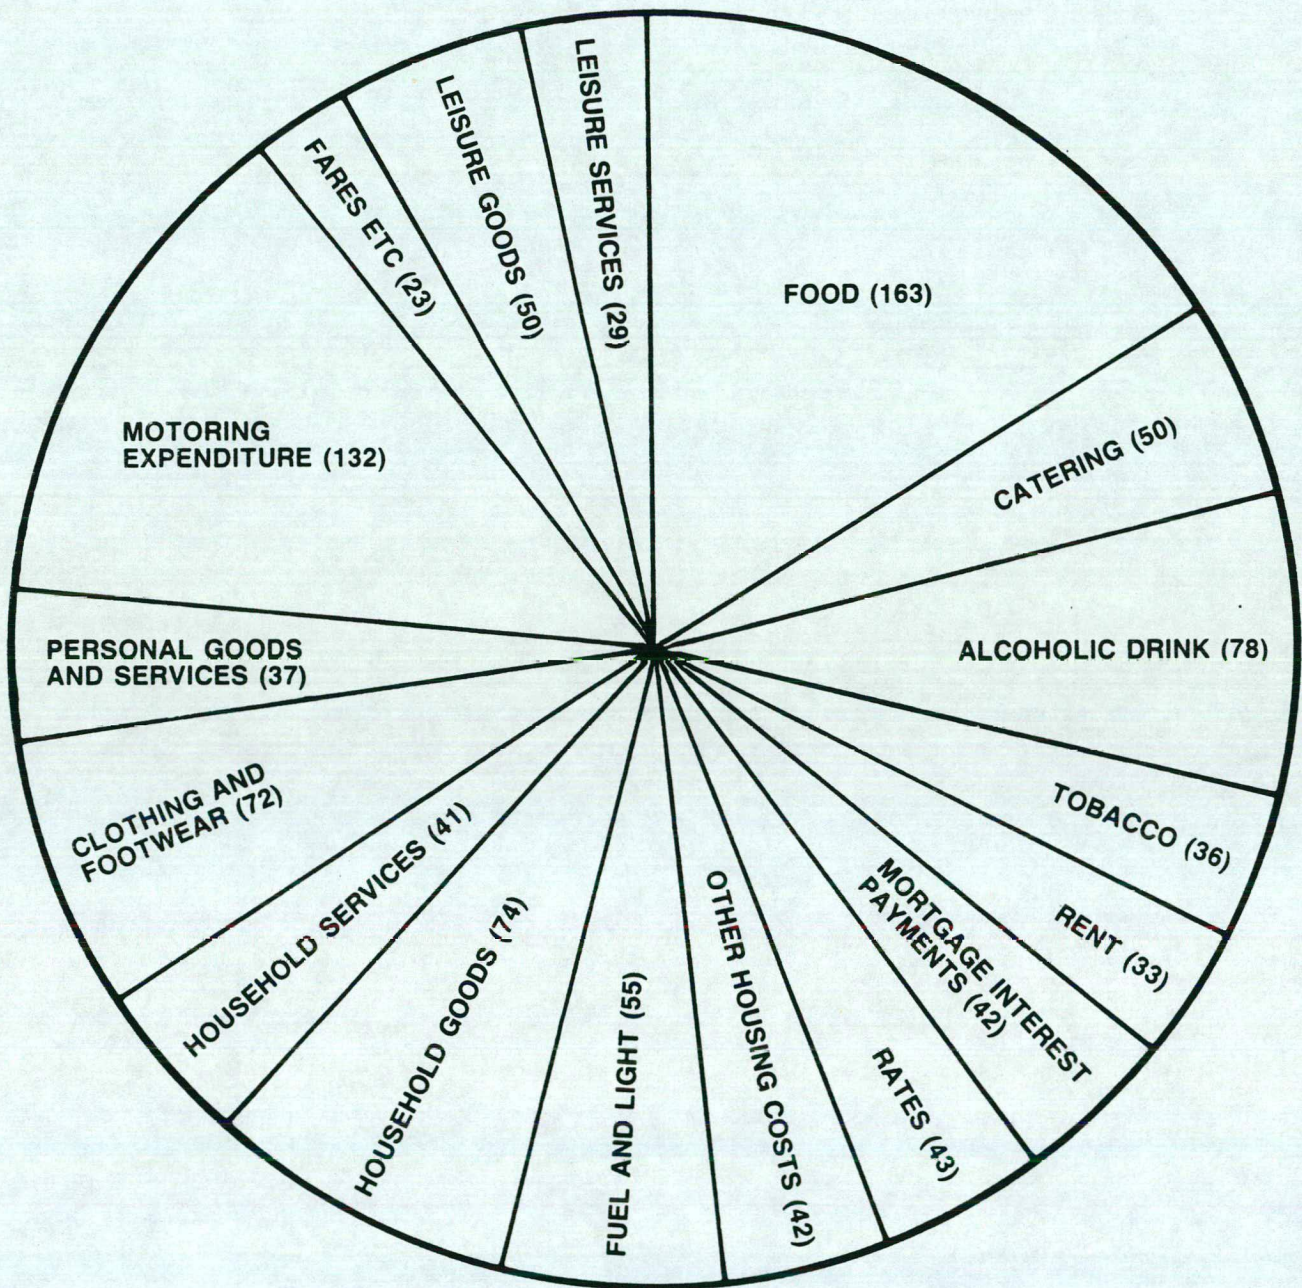 FOOD (163)
CATERING (50)
ALCOHOLIC DRINK (78)
TOBACCO (36)
RENT (33)
MORTGAGE INTEREST
PAYMENTS (42)
RATES (43)
OTHER HOUSING COSTS (42)
FUEL AND LIGHT (55)
HOUSEHOLD GOODS (74)
HOUSEHOLD SERVICES (41)
CLOTHING AND
FOOTWEAR (72)
PERSONAL GOODS
AND SERVICES (37)
MOTORING
EXPENDITURE (132)
FARES ETC (23)
LEISURE GOODS (50)
LEISURE SERVICES (29)